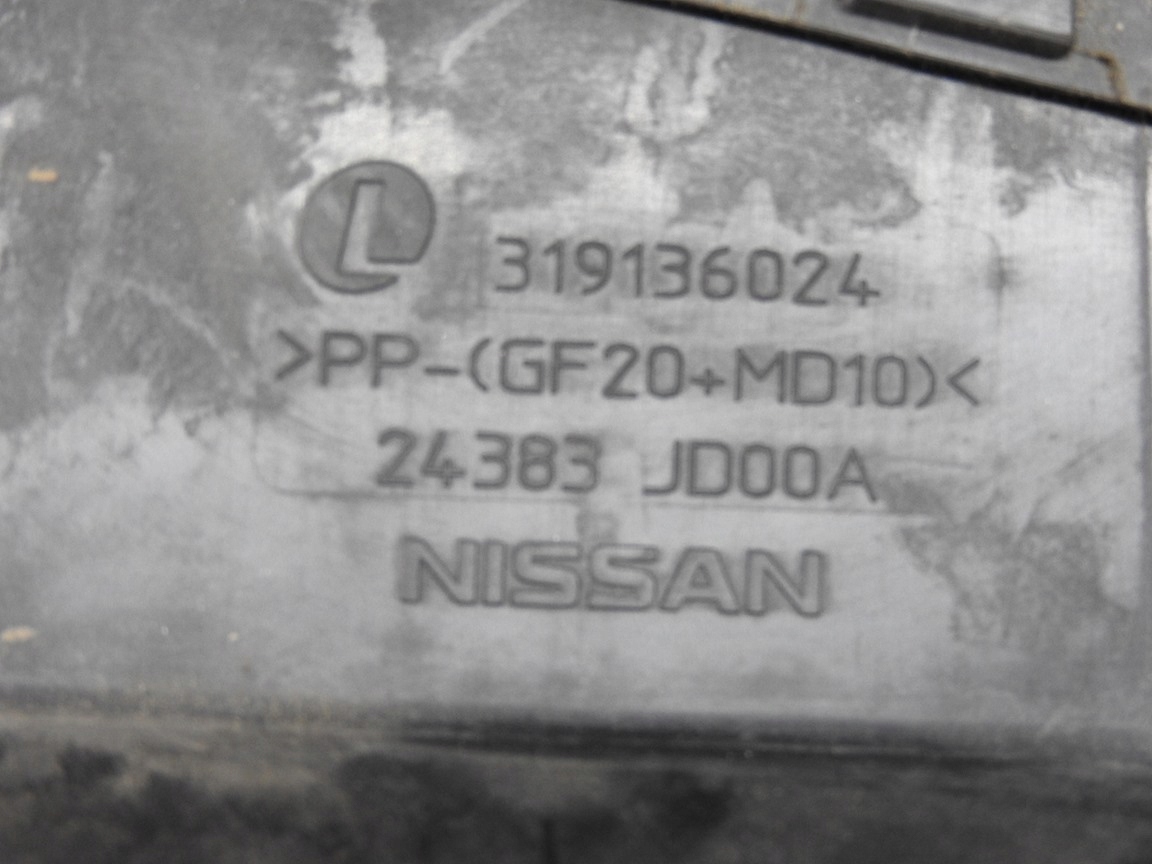 L 319136024
>PP-(GF20+MD10)<
24383 JD00A
NISSAN